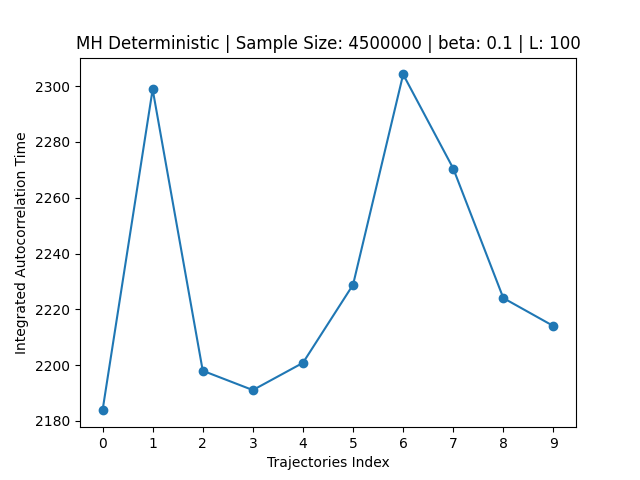 MH Deterministic | Sample Size: 4500000 | beta: 0.1 | L: 100
Integrated Autocorrelation Time
2300
2280
2260
2240
2220
2200
2180
0 1 2 3 4 5 6 7 8 9
Trajectories Index